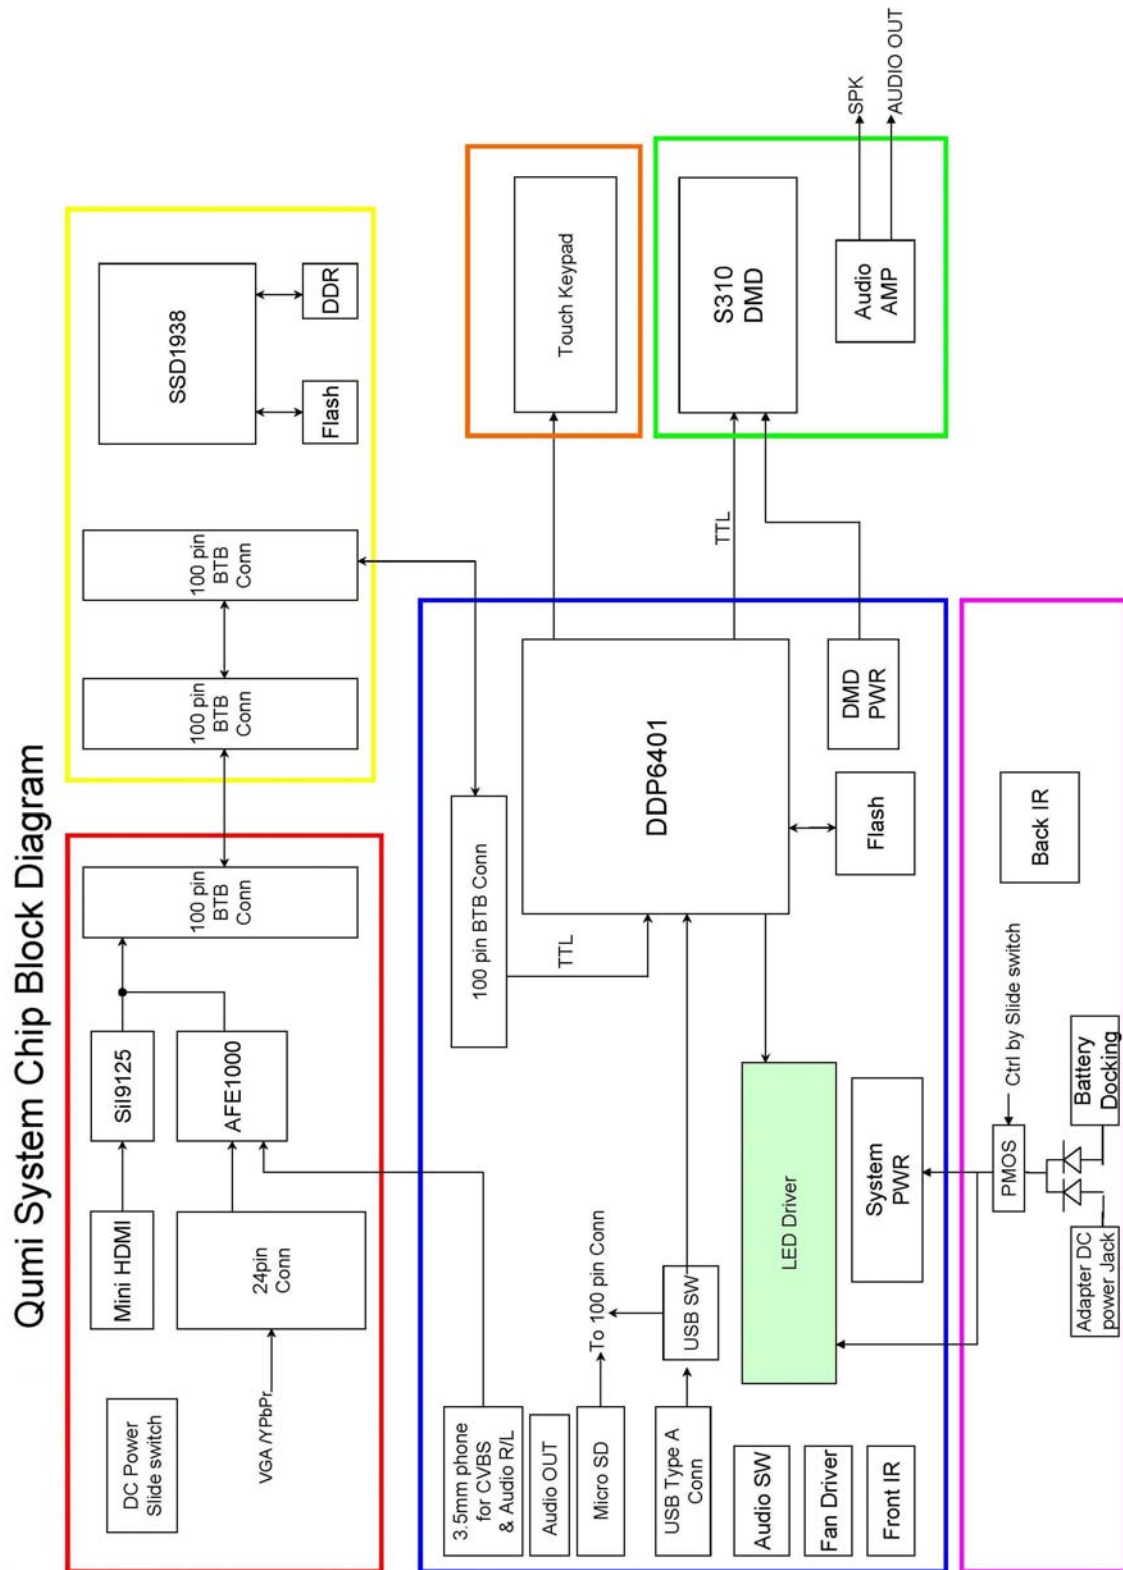 Qumi System Chip Block Diagram
DC Power
Slide switch
VGA /YPbPr
Mini HDMI
24pin
Conn
SiI9125
AFE1000
100 pin
BTB
Conn
100 pin
BTB
Conn
100 pin
BTB
Conn
SSD1938
Flash
DDR
3.5mm phone
for CVBS
& Audio R/L
Audio OUT
Micro SD
To 100 pin Conn
USB Type A
Conn
USB SW
Audio SW
Fan Driver
Front IR
LED Driver
System
PWR
100 pin BTB Conn
TTL
DDP6401
Flash
DMD
PWR
Touch Keypad
TTL
S310
DMD
Audio
AMP
SPK
AUDIO OUT
Adapter DC
power Jack
PMOS
Ctrl by Slide switch
Battery
Docking
Back IR